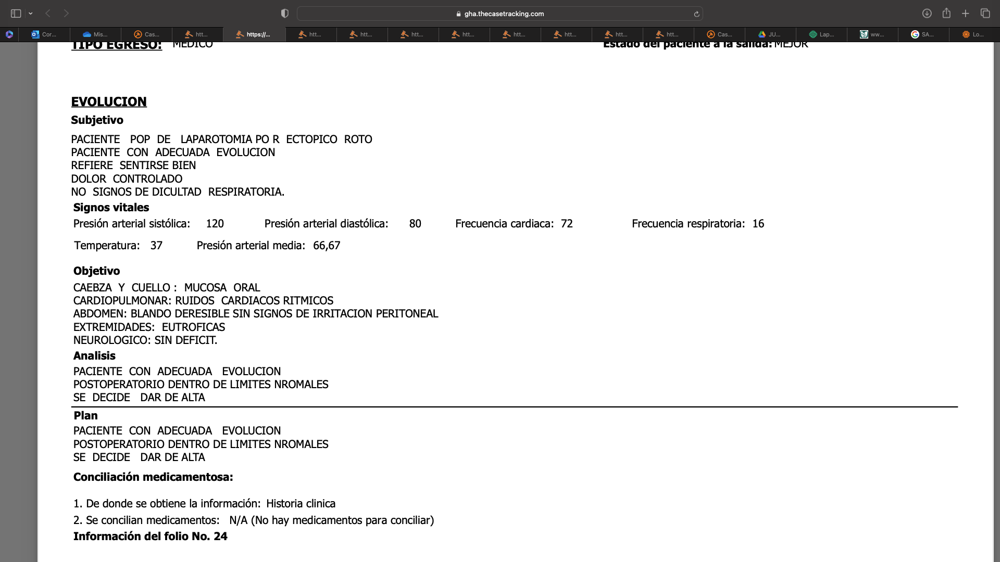 gha.thecasetracking.com
Cor... Mis... Cas... htt... https://... htt... htt... htt... htt... htt... htt... htt... htt... Cas... JU... Lap... ww... SA... Lo...
TIPO EGRESO: MEDICO Estado del paciente a la salida: MEJOR
EVOLUCION
Subjetivo
PACIENTE POP DE LAPAROTOMIA PO R ECTOPICO ROTO
PACIENTE CON ADECUADA EVOLUCION
REFIERE SENTIRSE BIEN
DOLOR CONTROLADO
NO SIGNOS DE DICULTAD RESPIRATORIA.
Signos vitales
Presión arterial sistólica: 120 Presión arterial diastólica: 80 Frecuencia cardiaca: 72 Frecuencia respiratoria: 16
Temperatura: 37 Presión arterial media: 66,67
Objetivo
CAEBZA Y CUELLO : MUCOSA ORAL
CARDIOPULMONAR: RUIDOS CARDIACOS RITMICOS
ABDOMEN: BLANDO DERESIBLE SIN SIGNOS DE IRRITACION PERITONEAL
EXTREMIDADES: EUTROFICAS
NEUROLOGICO: SIN DEFICIT.
Analisis
PACIENTE CON ADECUADA EVOLUCION
POSTOPERATORIO DENTRO DE LIMITES NROMALES
SE DECIDE DAR DE ALTA
Plan
PACIENTE CON ADECUADA EVOLUCION
POSTOPERATORIO DENTRO DE LIMITES NROMALES
SE DECIDE DAR DE ALTA
Conciliación medicamentosa:
1. De donde se obtiene la información: Historia clinica
2. Se concilian medicamentos: N/A (No hay medicamentos para conciliar)
Información del folio No. 24